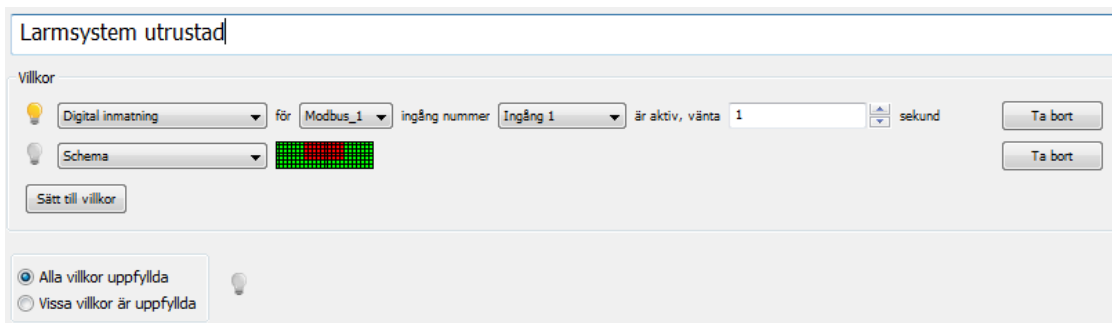 Larmsystem utrustad
Villkor
Digital inmatning för Modbus_1 ingång nummer Ingång 1 är aktiv, vänta 1 sekund Ta bort
Schema Ta bort
Sätt till villkor
Alla villkor uppfyllda
Vissa villkor är uppfyllda